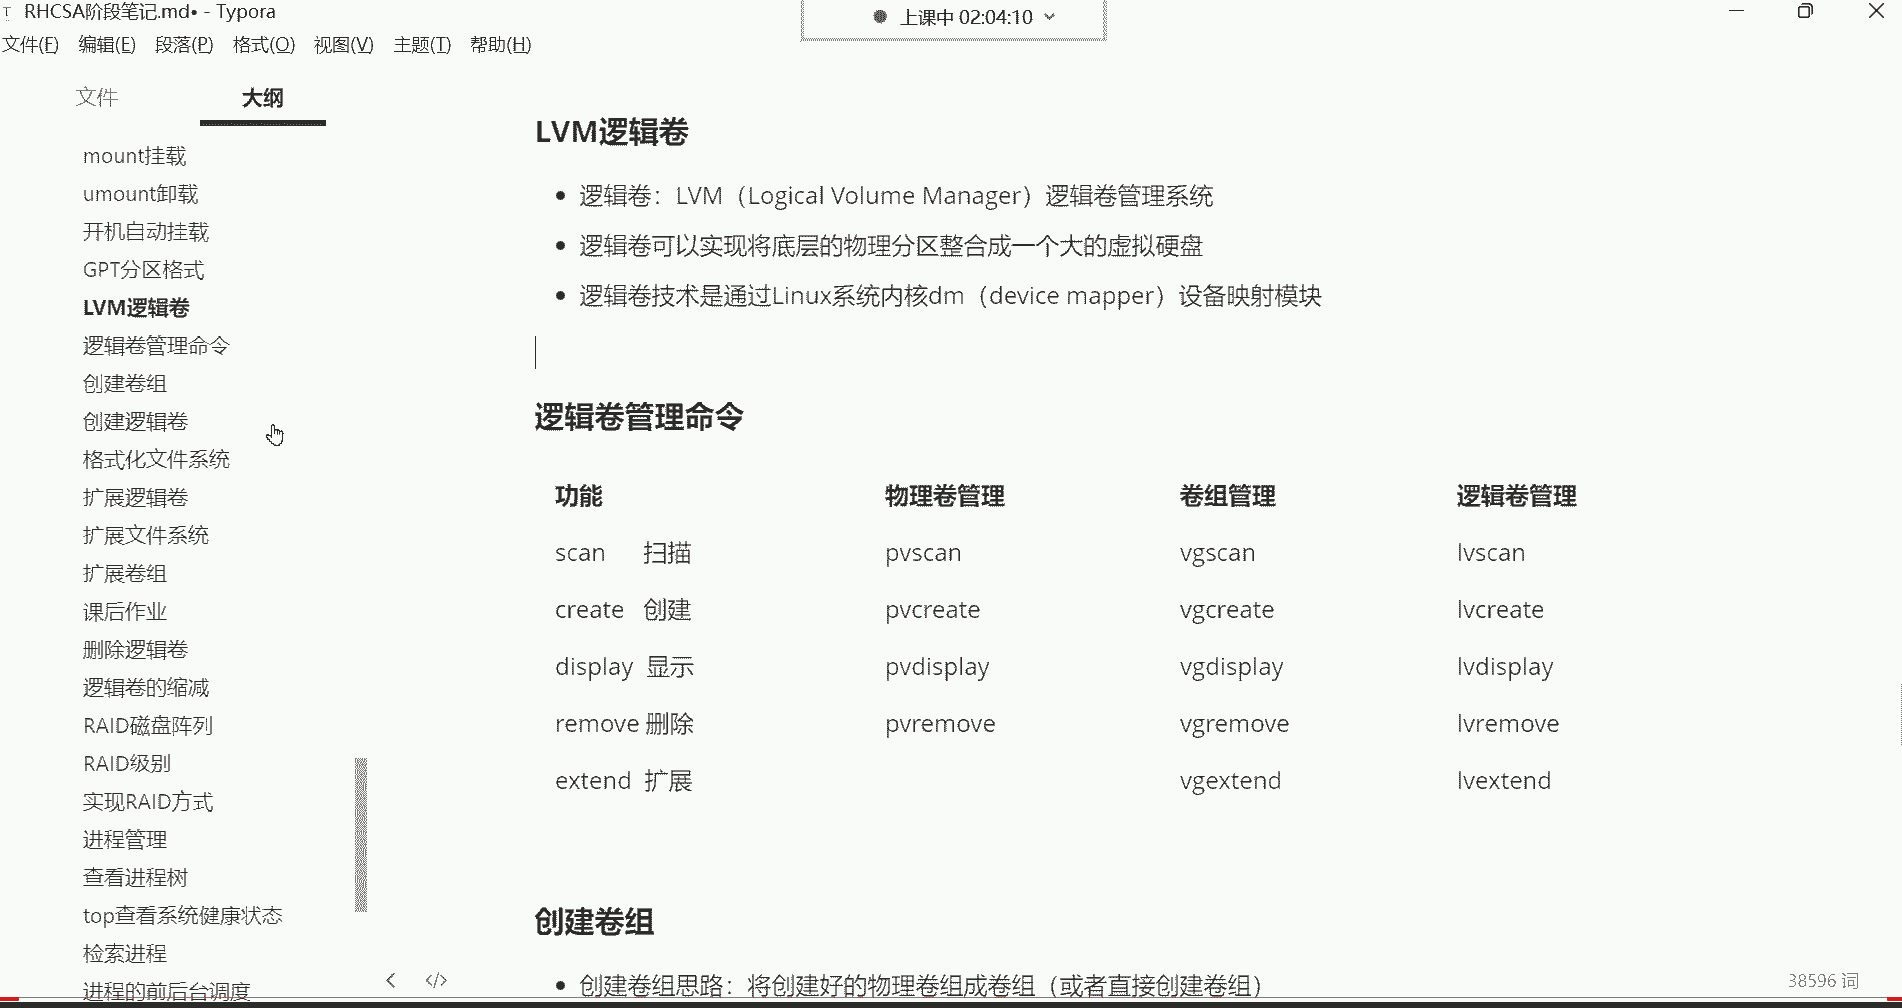 RHCSA阶段笔记.md• - Typora
上课中 02:04:10
文件(F) 编辑(E) 段落(P) 格式(O) 视图(V) 主题(T) 帮助(H)
文件 大纲
mount挂载
umount卸载
开机自动挂载
GPT分区格式
LVM逻辑卷
逻辑卷管理命令
创建卷组
创建逻辑卷
格式化文件系统
扩展逻辑卷
扩展文件系统
扩展卷组
课后作业
删除逻辑卷
逻辑卷的缩减
RAID磁盘阵列
RAID级别
实现RAID方式
进程管理
查看进程树
top查看系统健康状态
检索进程
进程的前后台调度
LVM逻辑卷
• 逻辑卷：LVM（Logical Volume Manager）逻辑卷管理系统
• 逻辑卷可以实现将底层的物理分区整合成一个大的虚拟硬盘
• 逻辑卷技术是通过Linux系统内核dm（device mapper）设备映射模块
逻辑卷管理命令
功能 物理卷管理 卷组管理 逻辑卷管理
scan 扫描 pvscan vgscan lvscan
create 创建 pvcreate vgcreate lvcreate
display 显示 pvdisplay vgdisplay lvdisplay
remove 删除 pvremove vgremove lvremove
extend 扩展 vgextend lvextend
创建卷组
• 创建卷组思路：将创建好的物理卷组成卷组（或者直接创建卷组）
38596 词